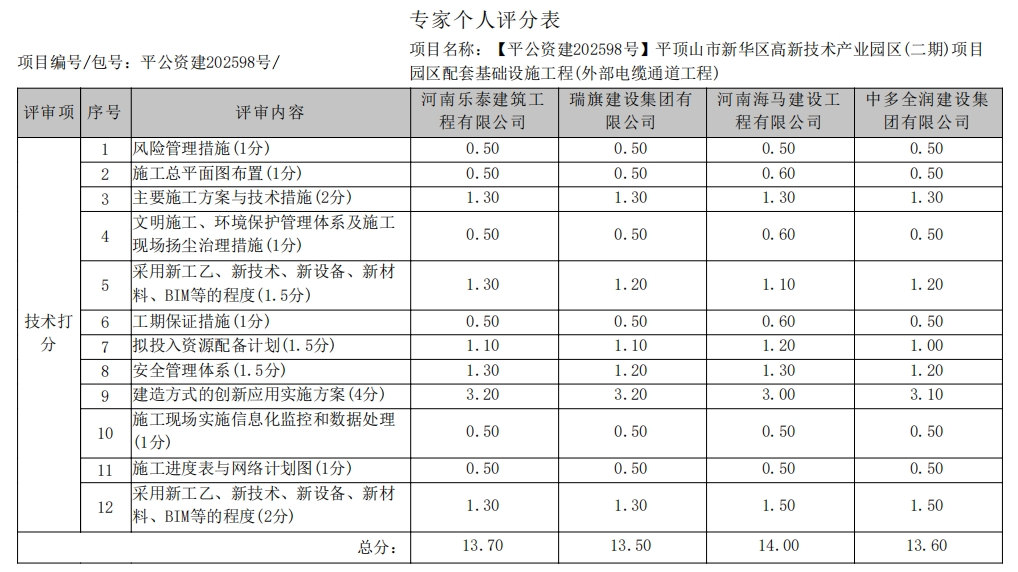 专家个人评分表
项目编号/包号：平公资建202598号/
项目名称：【平公资建202598号】平顶山市新华区高新技术产业园区(二期)项目
园区配套基础设施工程(外部电缆通道工程)
评审项 序号 评审内容 河南乐泰建筑工 瑞旗建设集团有 河南海马建设工 中多全润建设集
程有限公司 限公司 程有限公司 团有限公司
技术打
分
1 风险管理措施(1分) 0.50 0.50 0.50 0.50
2 施工总平面图布置(1分) 0.50 0.50 0.60 0.50
3 主要施工方案与技术措施(2分) 1.30 1.30 1.30 1.30
4 文明施工、环境保护管理体系及施工
现场扬尘治理措施(1分) 0.50 0.50 0.60 0.50
5 采用新工乙、新技术、新设备、新材
料、BIM等的程度(1.5分) 1.30 1.20 1.10 1.20
6 工期保证措施(1分) 0.50 0.50 0.60 0.50
7 拟投入资源配备计划(1.5分) 1.10 1.10 1.20 1.00
8 安全管理体系(1.5分) 1.30 1.20 1.30 1.20
9 建造方式的创新应用实施方案(4分) 3.20 3.20 3.00 3.10
10 施工现场实施信息化监控和数据处理
(1分) 0.50 0.50 0.50 0.50
11 施工进度表与网络计划图(1分) 0.50 0.50 0.50 0.50
12 采用新工乙、新技术、新设备、新材
料、BIM等的程度(2分) 1.30 1.30 1.50 1.50
总分： 13.70 13.50 14.00 13.60